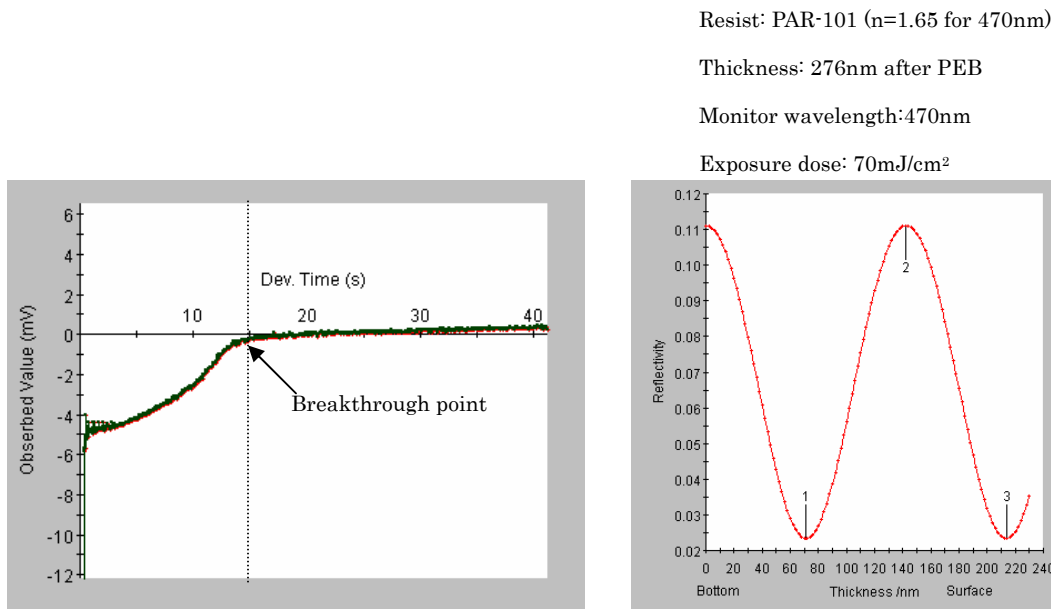 Resist: PAR-101 (n=1.65 for 470nm)
Thickness: 276nm after PEB
Monitor wavelength:470nm
Exposure dose: 70mJ/cm²
6
4
2
0
-2
-4
-6
-8
-10
-12
Obserbed Value (mV)
Dev. Time (s)
10 20 30 40
Breakthrough point
0.12
0.11
0.10
0.09
0.08
0.07
0.06
0.05
0.04
0.03
0.02
Reflectivity
1
2
3
0 20 40 60 80 100 120 140 160 180 200 220 240
Bottom Thickness /nm Surface